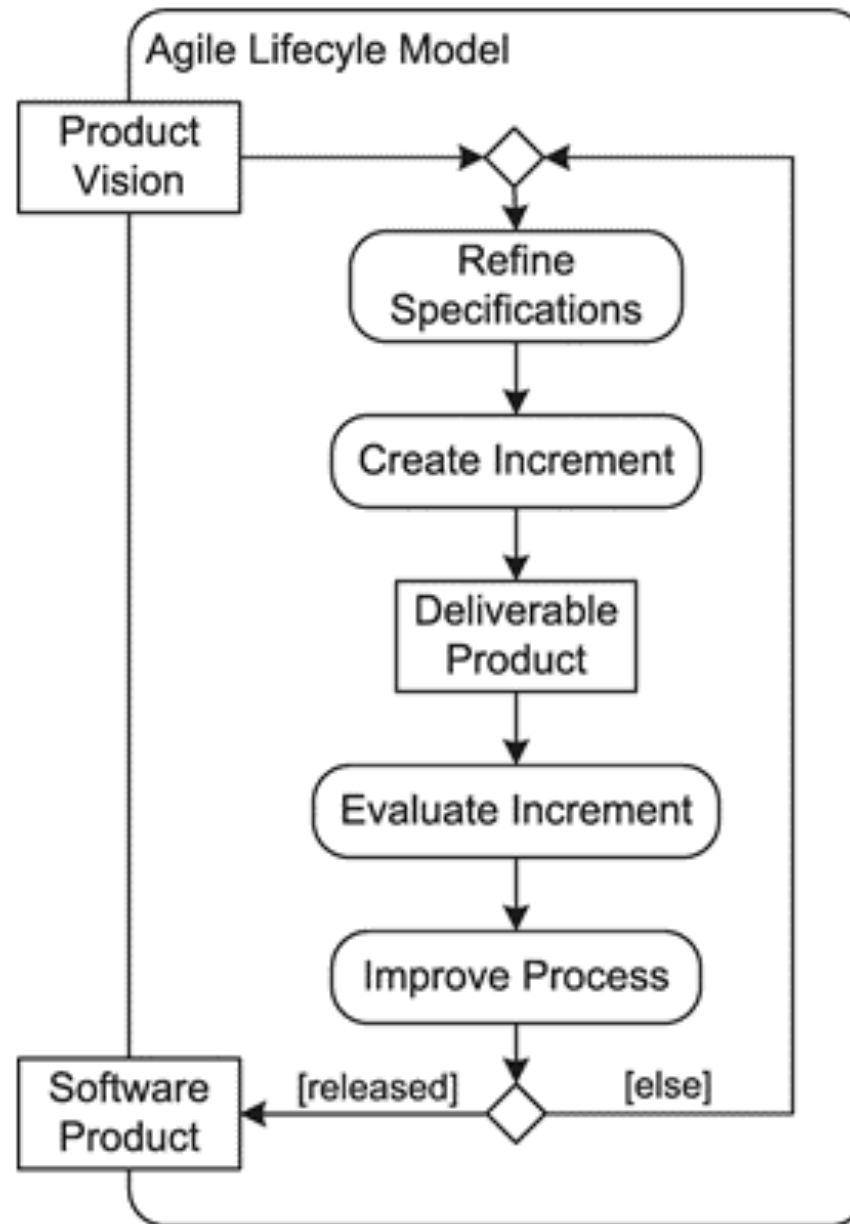 Agile Lifecyle Model
Product
Vision
Refine
Specifications
Create Increment
Deliverable
Product
Evaluate Increment
Improve Process
Software
Product
[released]
[else]